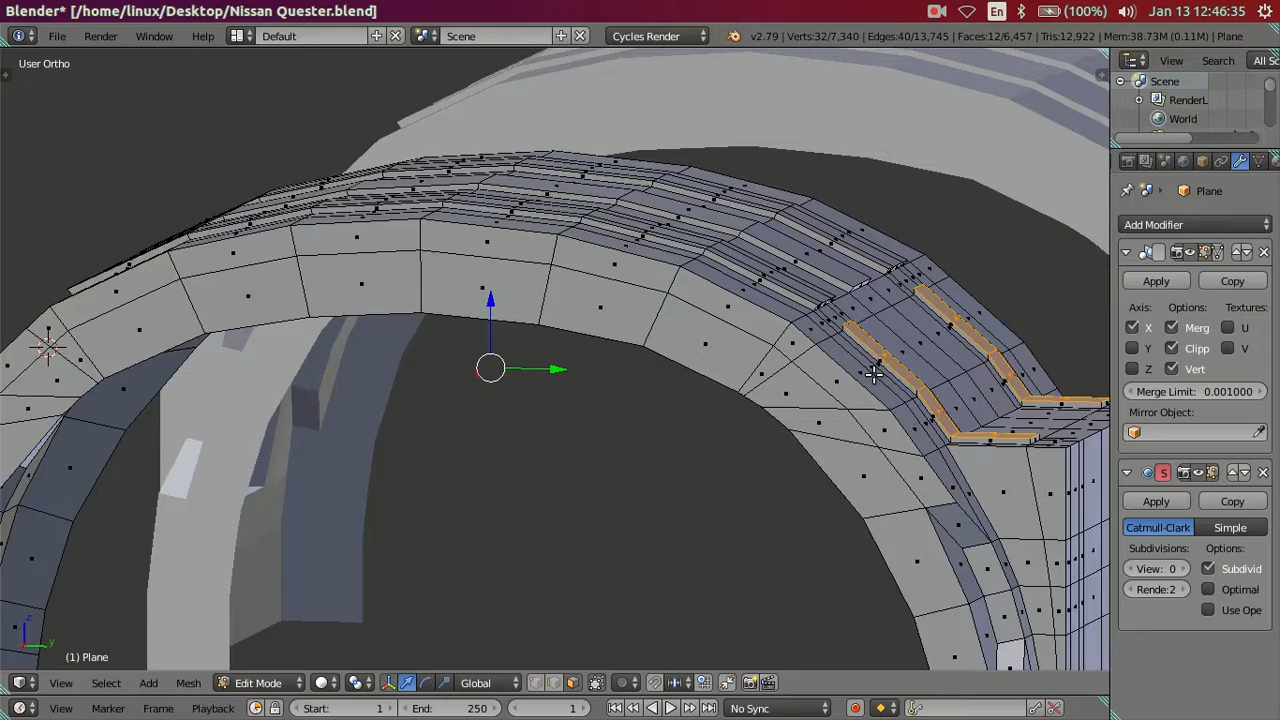 Blender* [/home/linux/Desktop/Nissan Quester.blend]
En
(100%)
Jan 13 12:46:35
File Render Window Help
Default
Scene
Cycles Render
v2.79 | Verts:32/7,340 | Edges:40/13,745 | Faces:12/6,457 | Tris:12,922 | Mem:38.73M (0.11M) | Plane
User Ortho
View Search All Sc
Scene
RenderL
World
Plane
Add Modifier
Apply Copy
Axis: Options: Textures:
X Merg U
Y Clipp V
Z Vert
Merge Limit: 0.001000
Mirror Object:
S
Apply Copy
Catmull-Clark Simple
Subdivisions: Options:
View: 0 Subdivid
Rende:2 Optimal
Use Ope
z
y
(1) Plane
View Select Add Mesh Edit Mode Global
View Marker Frame Playback Start: 1 End: 250 1 No Sync